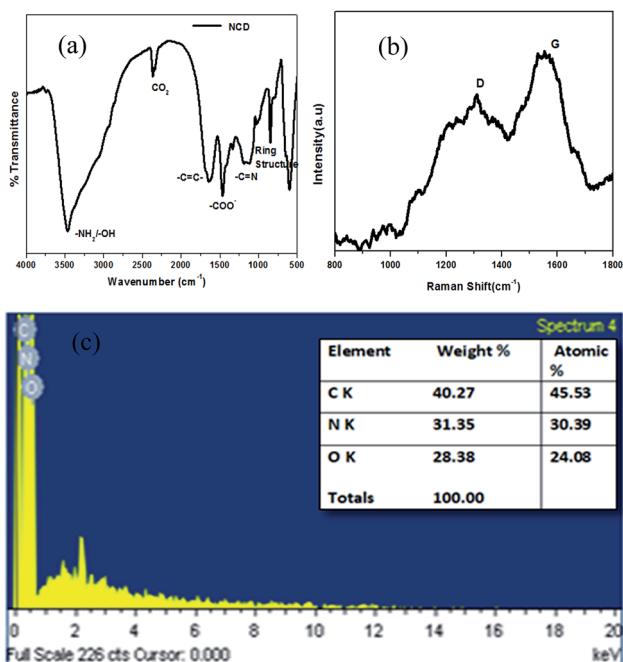 (a)
NCD
% Transmittance
CO₂
-NH₂/-OH
-C=C-
-COO⁻
-C=N
Ring
Structure
4000 3500 3000 2500 2000 1500 1000 500
Wavenumber (cm⁻¹)
(b)
D
G
Intensity(a.u)
800 1000 1200 1400 1600 1800
Raman Shift(cm⁻¹)
(c)
Spectrum 4
C
N
O
Element Weight % Atomic
%
C K 40.27 45.53
N K 31.35 30.39
O K 28.38 24.08
Totals 100.00
0 2 4 6 8 10 12 14 16 18 20
Full Scale 226 cts Cursor: 0.000 keV